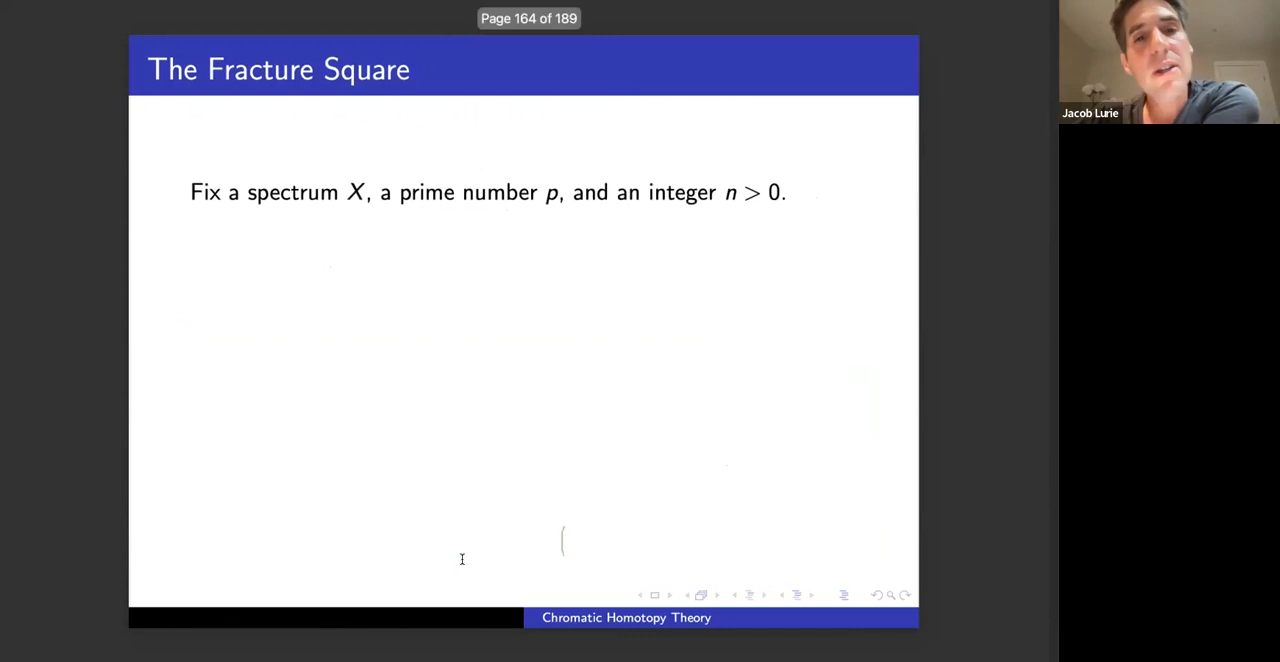 Page 164 of 189
The Fracture Square
Jacob Lurie
Fix a spectrum X, a prime number p, and an integer n > 0.
Chromatic Homotopy Theory